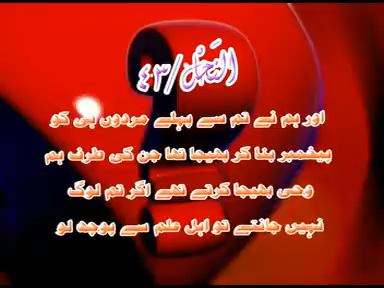 النحل/٤٣
اور ہم نے تم سے پہلے مردوں ہی کو
پیغمبر بنا کر بھیجا تھا جن کی طرف ہم
وحی بھیجا کرتے تھے اگر تم لوگ
نہیں جانتے تو اہل علم سے پوچھ لو